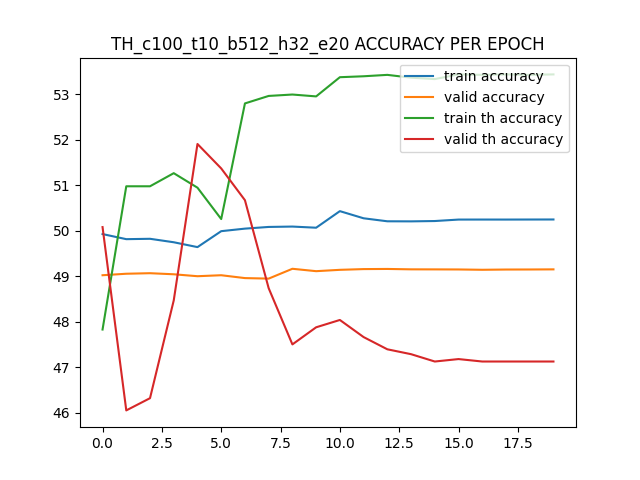 TH_c100_t10_b512_h32_e20 ACCURACY PER EPOCH
train accuracy
valid accuracy
train th accuracy
valid th accuracy
53
52
51
50
49
48
47
46
0.0 2.5 5.0 7.5 10.0 12.5 15.0 17.5